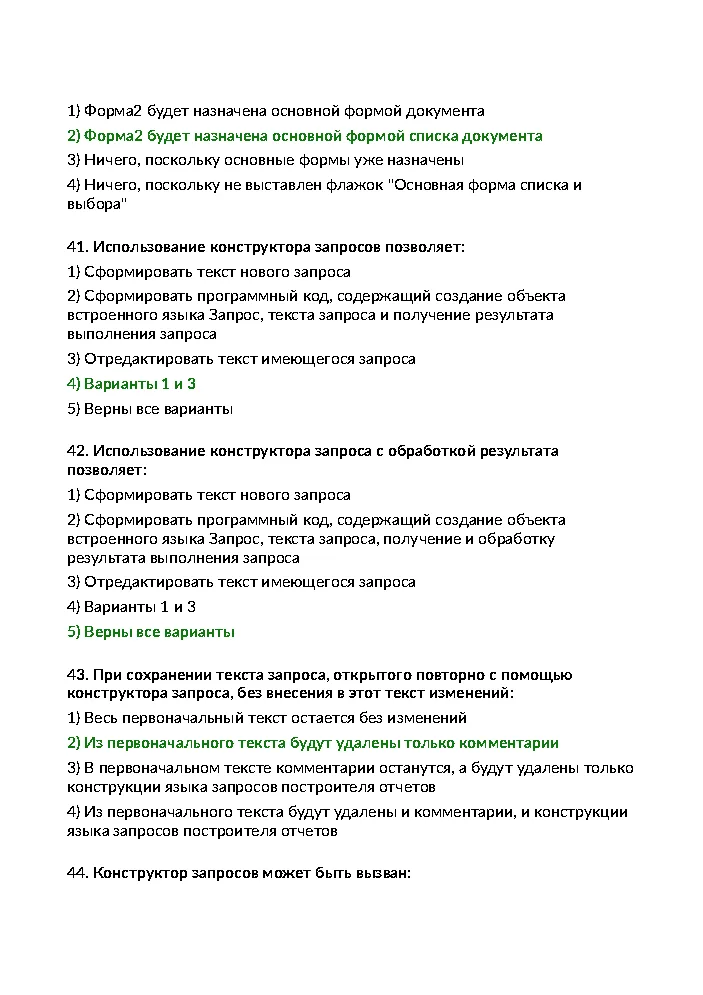 1) Форма2 будет назначена основной формой документа
2) Форма2 будет назначена основной формой списка документа
3) Ничего, поскольку основные формы уже назначены
4) Ничего, поскольку не выставлен флажок "Основная форма списка и
выбора"
41. Использование конструктора запросов позволяет:
1) Сформировать текст нового запроса
2) Сформировать программный код, содержащий создание объекта
встроенного языка Запрос, текста запроса и получение результата
выполнения запроса
3) Отредактировать текст имеющегося запроса
4) Варианты 1 и 3
5) Верны все варианты
42. Использование конструктора запроса с обработкой результата
позволяет:
1) Сформировать текст нового запроса
2) Сформировать программный код, содержащий создание объекта
встроенного языка Запрос, текста запроса, получение и обработку
результата выполнения запроса
3) Отредактировать текст имеющегося запроса
4) Варианты 1 и 3
5) Верны все варианты
43. При сохранении текста запроса, открытого повторно с помощью
конструктора запроса, без внесения в этот текст изменений:
1) Весь первоначальный текст остается без изменений
2) Из первоначального текста будут удалены только комментарии
3) В первоначальном тексте комментарии останутся, а будут удалены только
конструкции языка запросов построителя отчетов
4) Из первоначального текста будут удалены и комментарии, и конструкции
языка запросов построителя отчетов
44. Конструктор запросов может быть вызван: